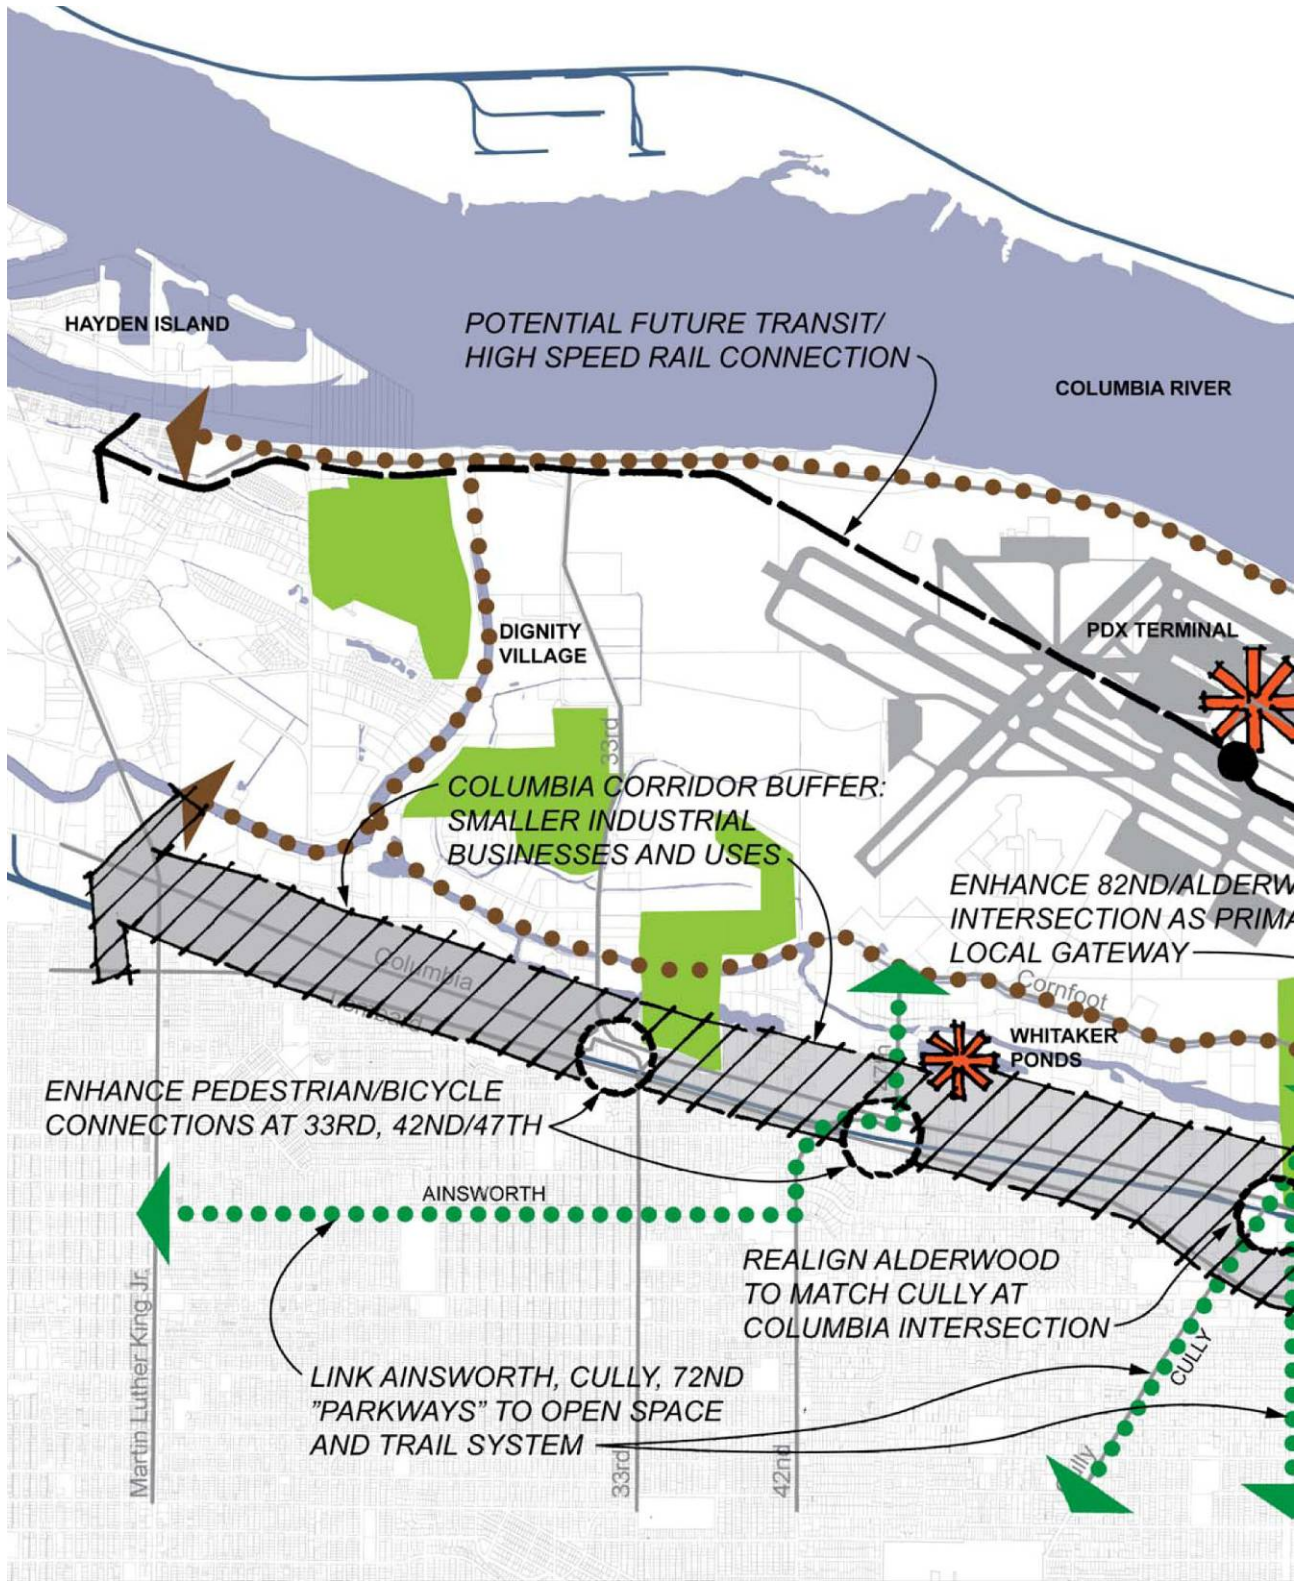 HAYDEN ISLAND
POTENTIAL FUTURE TRANSIT/
HIGH SPEED RAIL CONNECTION
COLUMBIA RIVER
DIGNITY
VILLAGE
PDX TERMINAL
33rd
COLUMBIA CORRIDOR BUFFER:
SMALLER INDUSTRIAL
BUSINESSES AND USES
ENHANCE 82ND/ALDERW
INTERSECTION AS PRIMA
LOCAL GATEWAY
Columbia
Lombard
Cornfoot
WHITAKER
PONDS
47th
ENHANCE PEDESTRIAN/BICYCLE
CONNECTIONS AT 33RD, 42ND/47TH
AINSWORTH
REALIGN ALDERWOOD
TO MATCH CULLY AT
COLUMBIA INTERSECTION
Martin Luther King Jr.
CULLY
LINK AINSWORTH, CULLY, 72ND
"PARKWAYS" TO OPEN SPACE
AND TRAIL SYSTEM
33rd
42nd
Cully